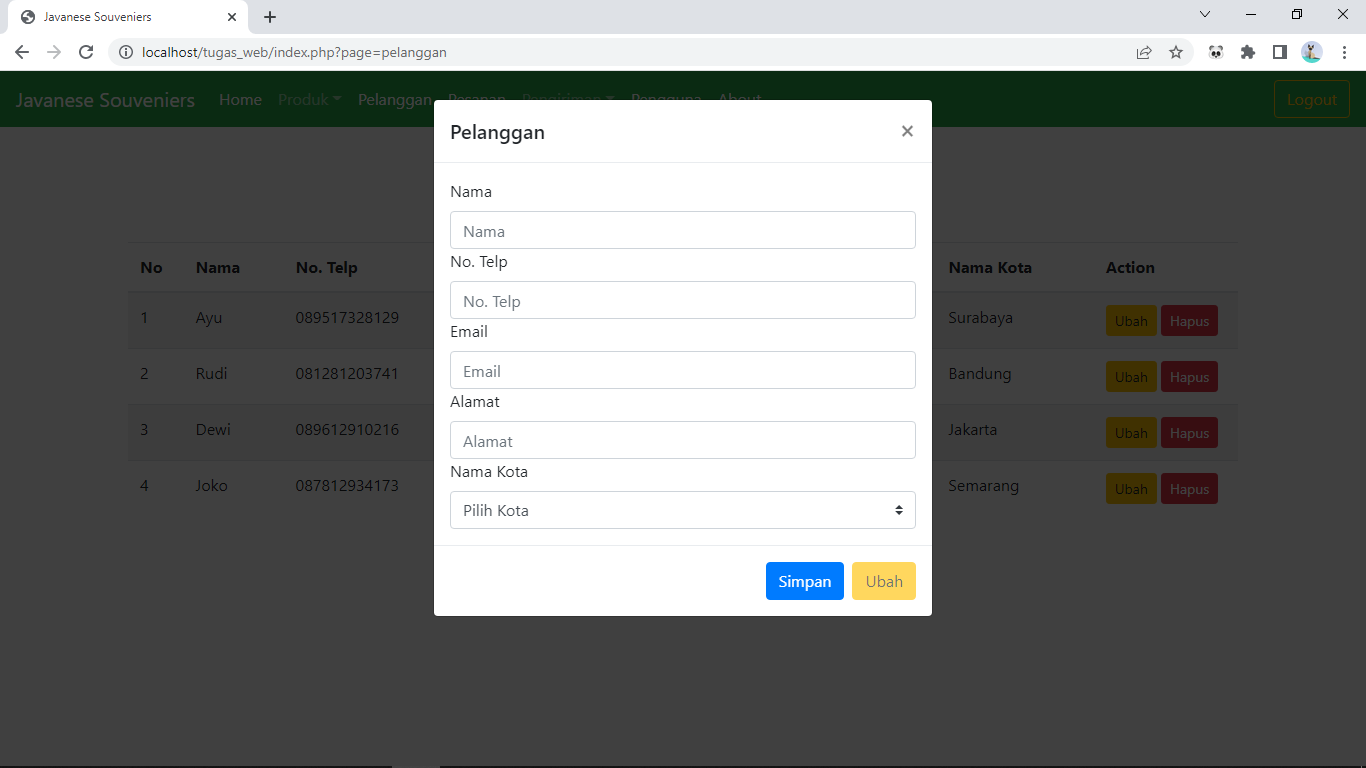 Javanese Souveniers
localhost/tugas_web/index.php?page=pelanggan
Javanese Souveniers Home Produk Pelanggan Pesanan Pengiriman Pengguna About Logout
Pelanggan ×
Nama
Nama
No. Telp
No. Telp
Email
Email
Alamat
Alamat
Nama Kota
Pilih Kota
Simpan Ubah
No Nama No. Telp Nama Kota Action
1 Ayu 089517328129 Surabaya Ubah Hapus
2 Rudi 081281203741 Bandung Ubah Hapus
3 Dewi 089612910216 Jakarta Ubah Hapus
4 Joko 087812934173 Semarang Ubah Hapus